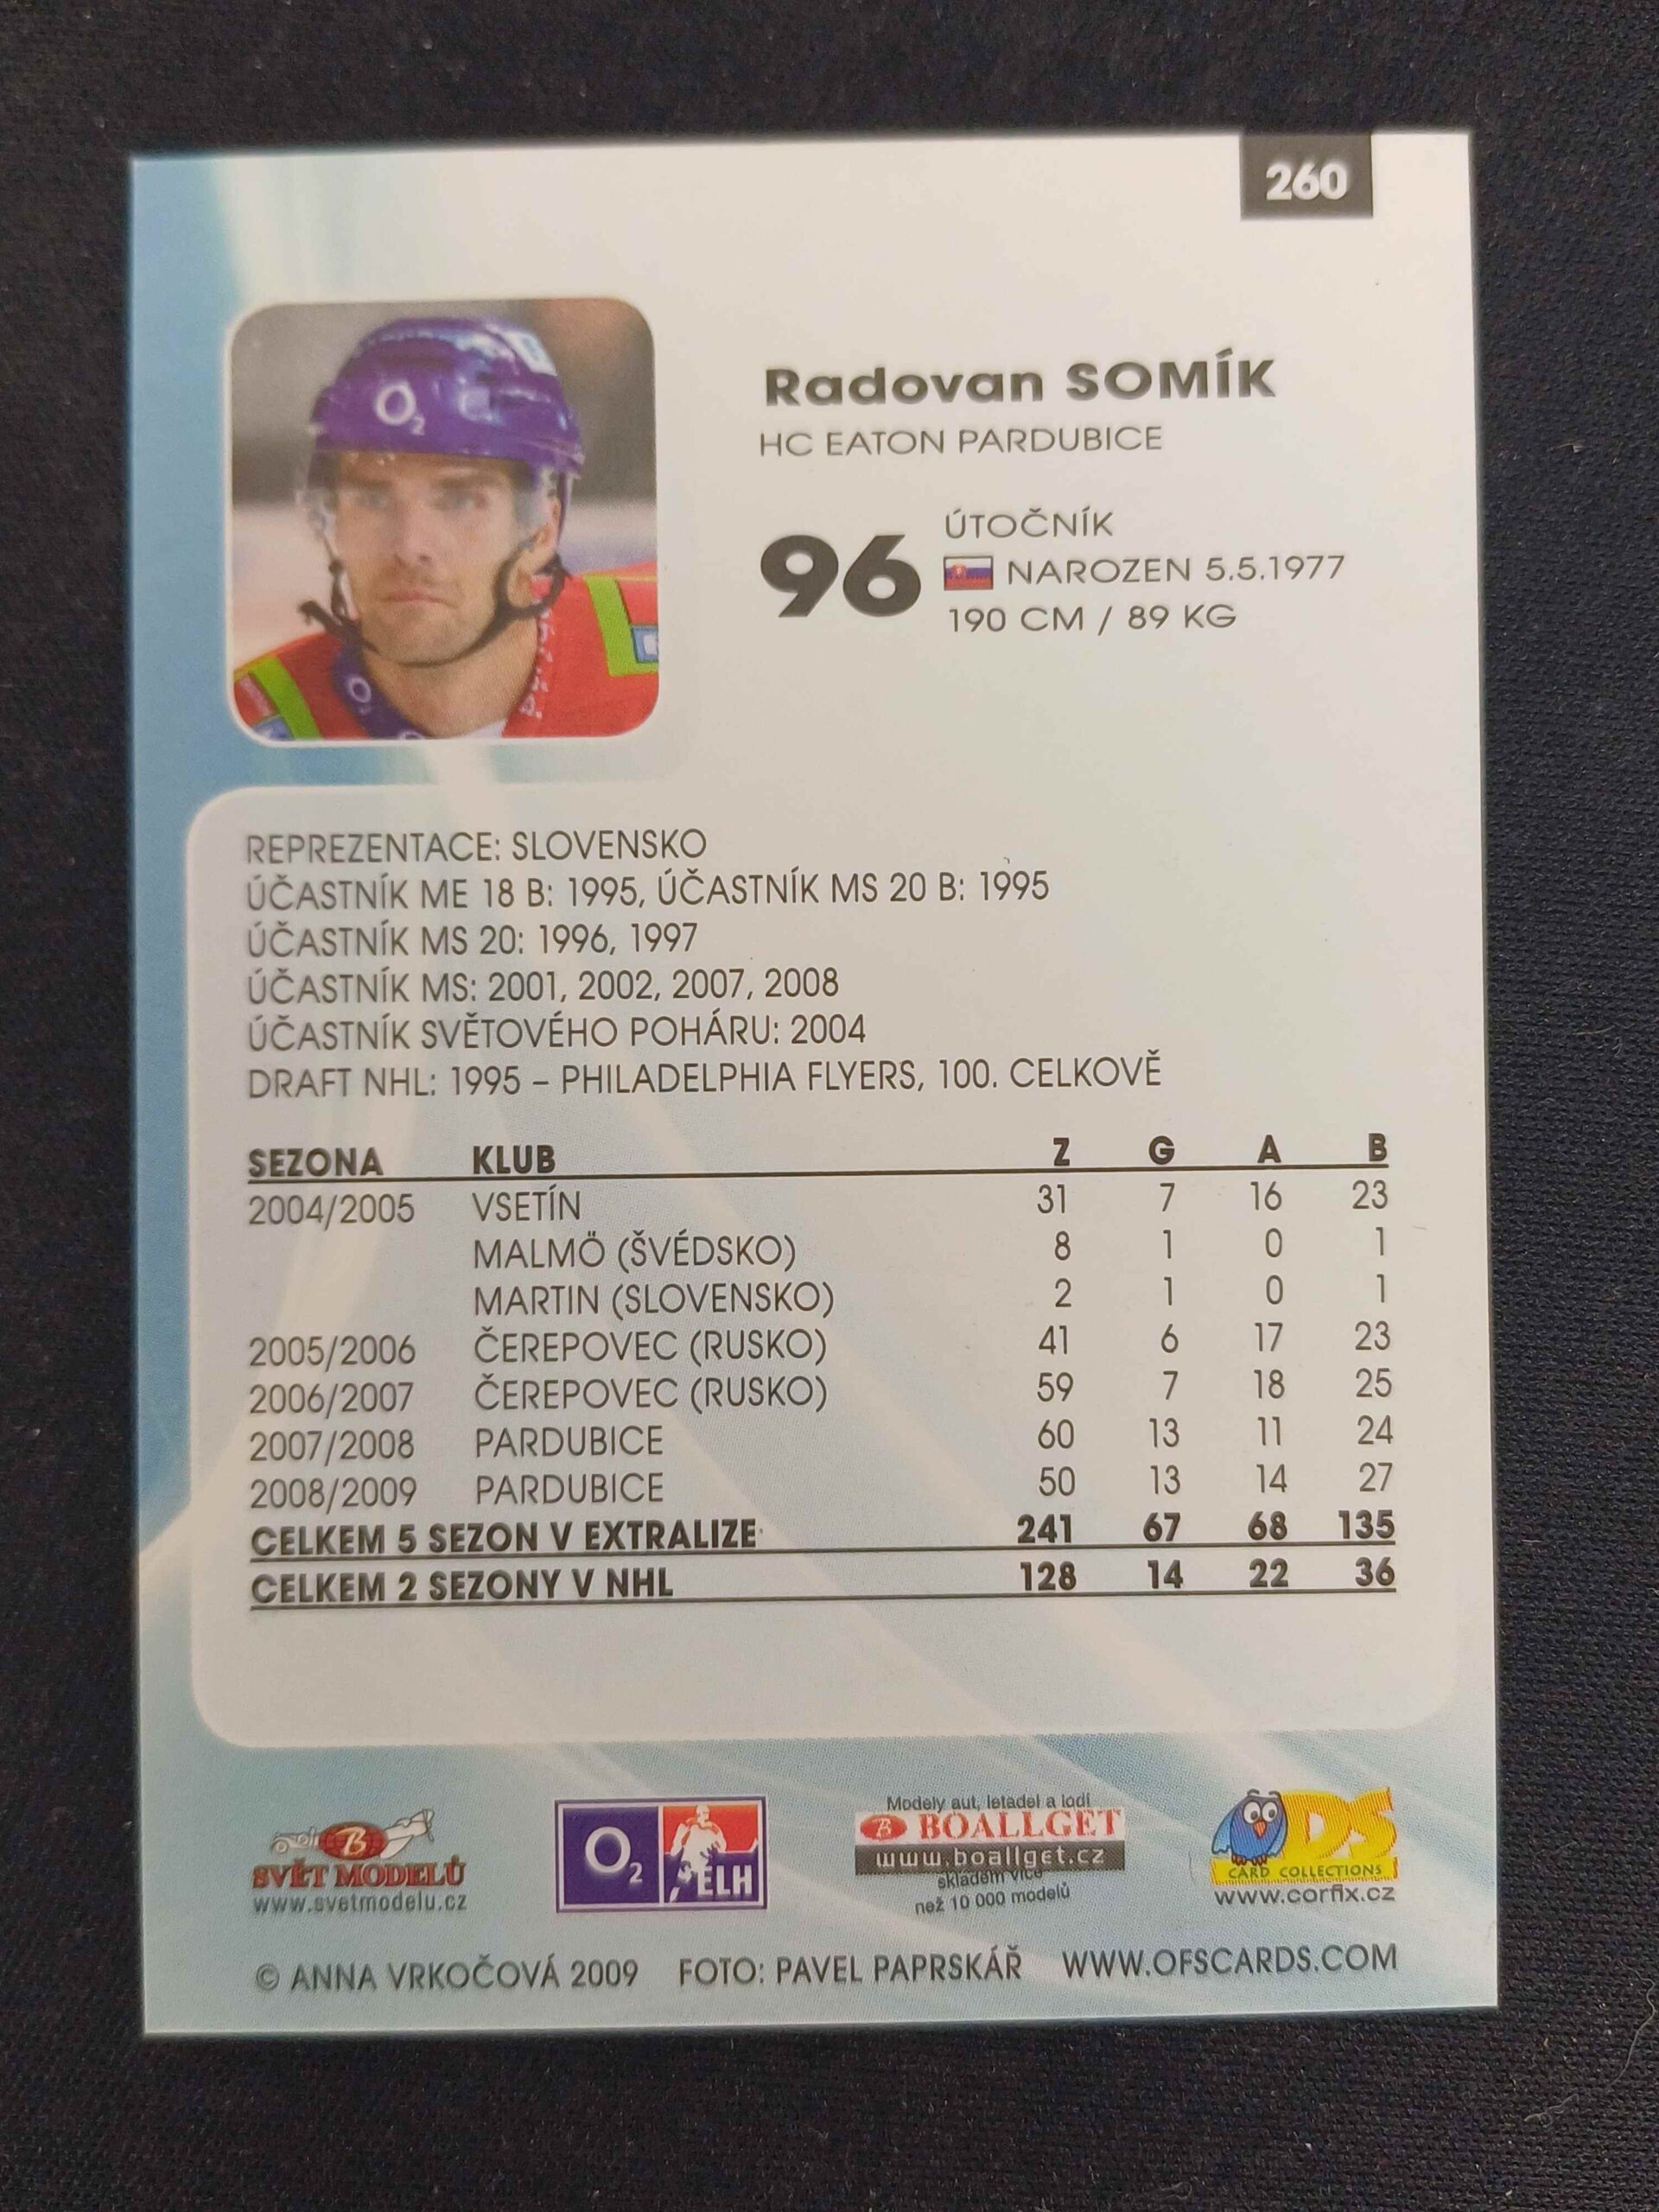 260
O2
Radovan SOMÍK
HC EATON PARDUBICE
96
ÚTOČNÍK
NAROZEN 5.5.1977
190 CM / 89 KG
REPREZENTACE: SLOVENSKO
ÚČASTNÍK ME 18 B: 1995, ÚČASTNÍK MS 20 B: 1995
ÚČASTNÍK MS 20: 1996, 1997
ÚČASTNÍK MS: 2001, 2002, 2007, 2008
ÚČASTNÍK SVĚTOVÉHO POHÁRU: 2004
DRAFT NHL: 1995 – PHILADELPHIA FLYERS, 100. CELKOVĚ
SEZONA KLUB Z G A B
2004/2005 VSETÍN 31 7 16 23
MALMÖ (ŠVÉDSKO) 8 1 0 1
MARTIN (SLOVENSKO) 2 1 0 1
2005/2006 ČEREPOVEC (RUSKO) 41 6 17 23
2006/2007 ČEREPOVEC (RUSKO) 59 7 18 25
2007/2008 PARDUBICE 60 13 11 24
2008/2009 PARDUBICE 50 13 14 27
CELKEM 5 SEZON V EXTRALIZE 241 67 68 135
CELKEM 2 SEZONY V NHL 128 14 22 36
B
SVĚT MODELŮ
www.svetmodelu.cz
O2 ELH
Modely aut, letadel a lodí
B BOALLGET
www.boallget.cz
skladem více
než 10 000 modelů
DS
CARD COLLECTIONS
www.corfix.cz
© ANNA VRKOČOVÁ 2009 FOTO: PAVEL PAPRSKÁŘ WWW.OFSCARDS.COM